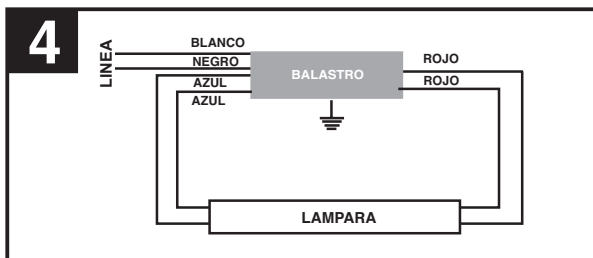 4
LINEA
BLANCO
NEGRO
AZUL
AZUL
BALASTRO
ROJO
ROJO
LAMPARA